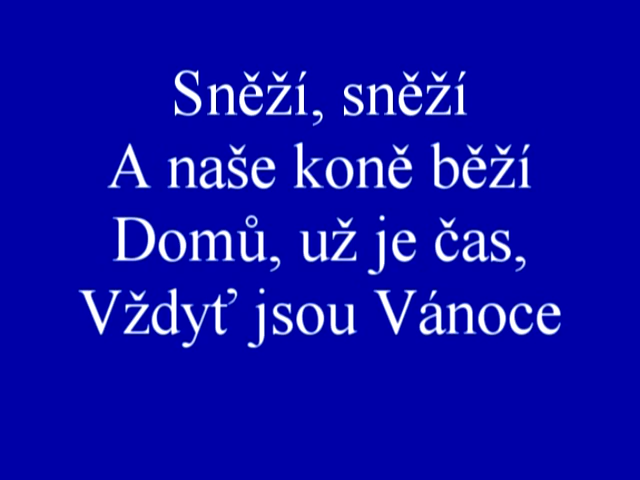 Sněží, sněží
A naše koně běží
Domů, už je čas,
Vždyť jsou Vánoce